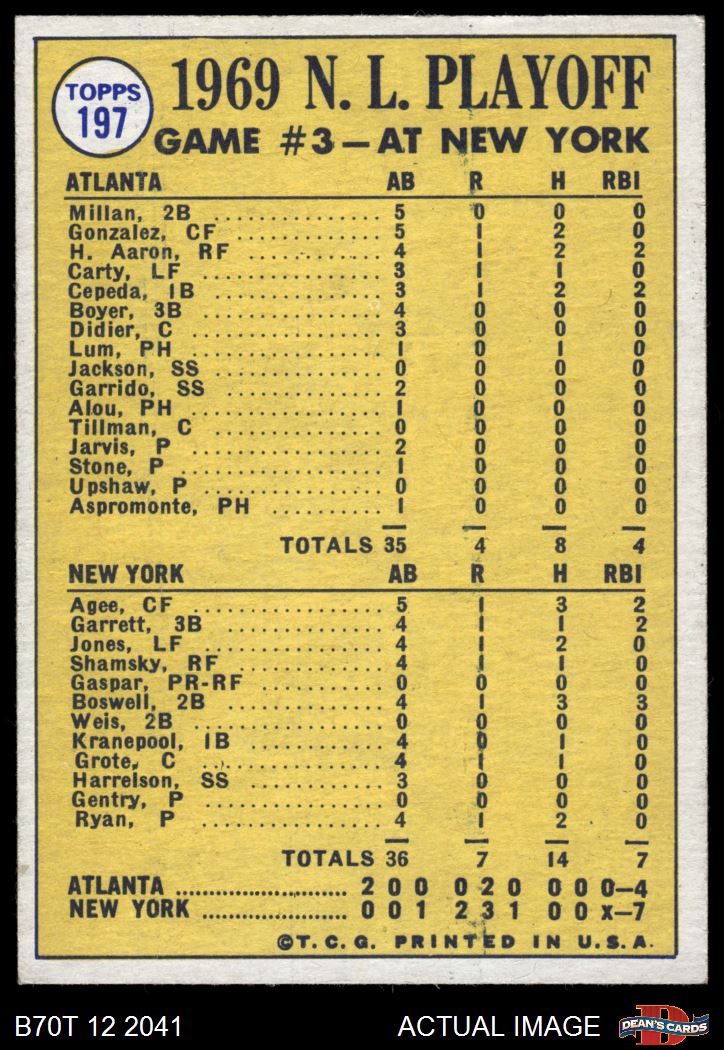 TOPPS
197
1969 N. L. PLAYOFF
GAME #3—AT NEW YORK
ATLANTA AB R H RBI
Millan, 2B .................. 5 0 0 0
Gonzalez, CF ............... 5 1 2 0
H. Aaron, RF ............... 4 1 2 2
Carty, LF .................. 3 1 1 0
Cepeda, 1B ................. 3 1 2 2
Boyer, 3B .................. 4 0 0 0
Didier, C .................. 3 0 0 0
Lum, PH .................... 1 0 1 0
Jackson, SS ................ 0 0 0 0
Garrido, SS ................ 2 0 0 0
Alou, PH ................... 1 0 0 0
Tillman, C ................. 0 0 0 0
Jarvis, P .................. 2 0 0 0
Stone, P ................... 1 0 0 0
Upshaw, P .................. 0 0 0 0
Aspromonte, PH .......... 1 0 0 0
TOTALS 35 4 8 4
NEW YORK AB R H RBI
Agee, CF ................... 5 1 3 2
Garrett, 3B ................ 4 1 1 2
Jones, LF .................. 4 1 2 0
Shamsky, RF ................ 4 1 1 0
Gaspar, PR-RF ............ 0 0 0 0
Boswell, 2B ................ 4 1 3 3
Weis, 2B ................... 0 0 0 0
Kranepool, 1B .............. 4 0 1 0
Grote, C ................... 4 1 1 0
Harrelson, SS .............. 3 0 0 0
Gentry, P .................. 0 0 0 0
Ryan, P .................... 4 1 2 0
TOTALS 36 7 14 7
ATLANTA ........................ 2 0 0 0 2 0 0 0 0—4
NEW YORK .................... 0 0 1 2 3 1 0 0 x—7
©T.C.G. PRINTED IN U.S.A.
B70T 12 2041 ACTUAL IMAGE
D
DEAN'S CARDS